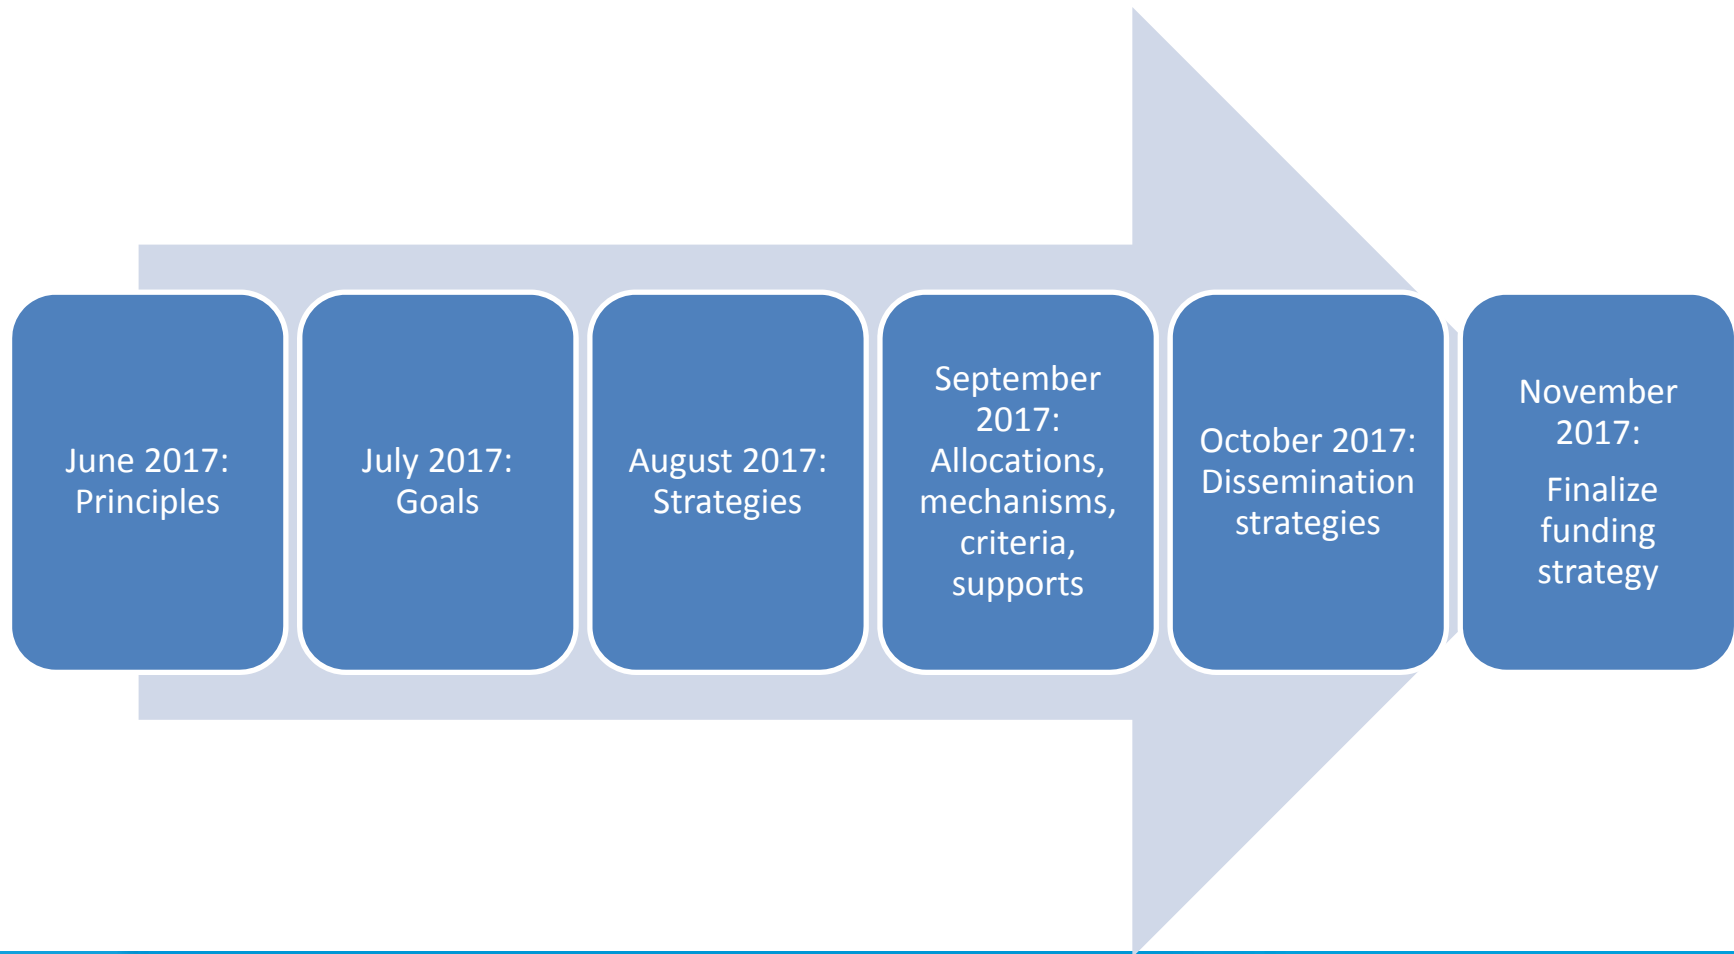 June 2017:
Principles
July 2017:
Goals
August 2017:
Strategies
September
2017:
Allocations,
mechanisms,
criteria,
supports
October 2017:
Dissemination
strategies
November
2017:
Finalize
funding
strategy